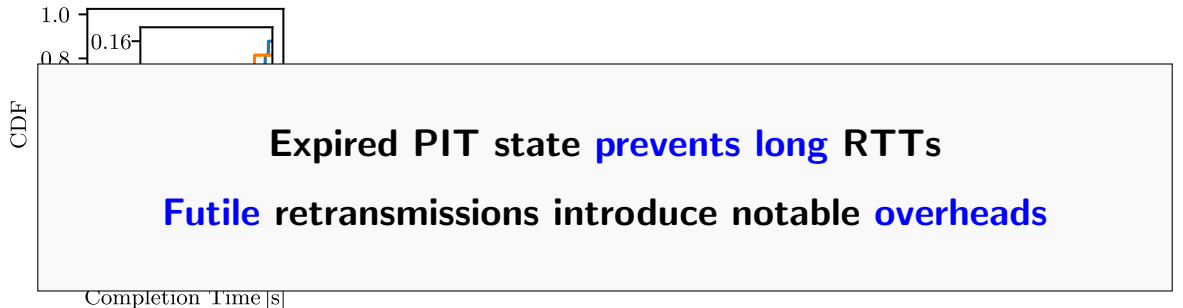 1.0
0.16
0.8
CDF
Expired PIT state prevents long RTTs
Futile retransmissions introduce notable overheads
Completion Time [s]